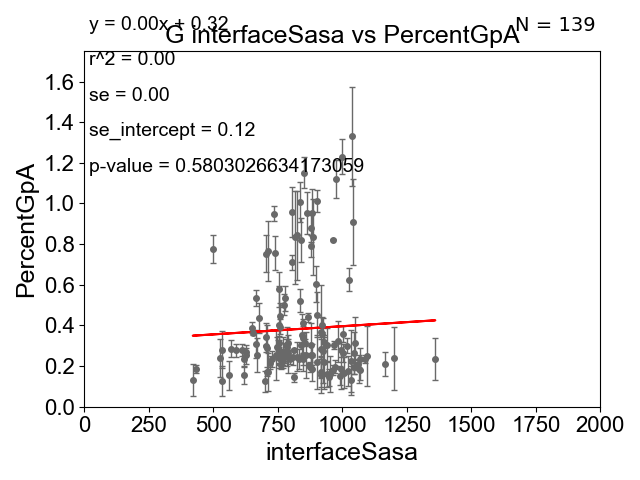 y = 0.00x + 0.32
N = 139
G interfaceSasa vs PercentGpA
r^2 = 0.00
se = 0.00
se_intercept = 0.12
p-value = 0.5803026634173059
PercentGpA
1.6
1.4
1.2
1.0
0.8
0.6
0.4
0.2
0.0
0 250 500 750 1000 1250 1500 1750 2000
interfaceSasa